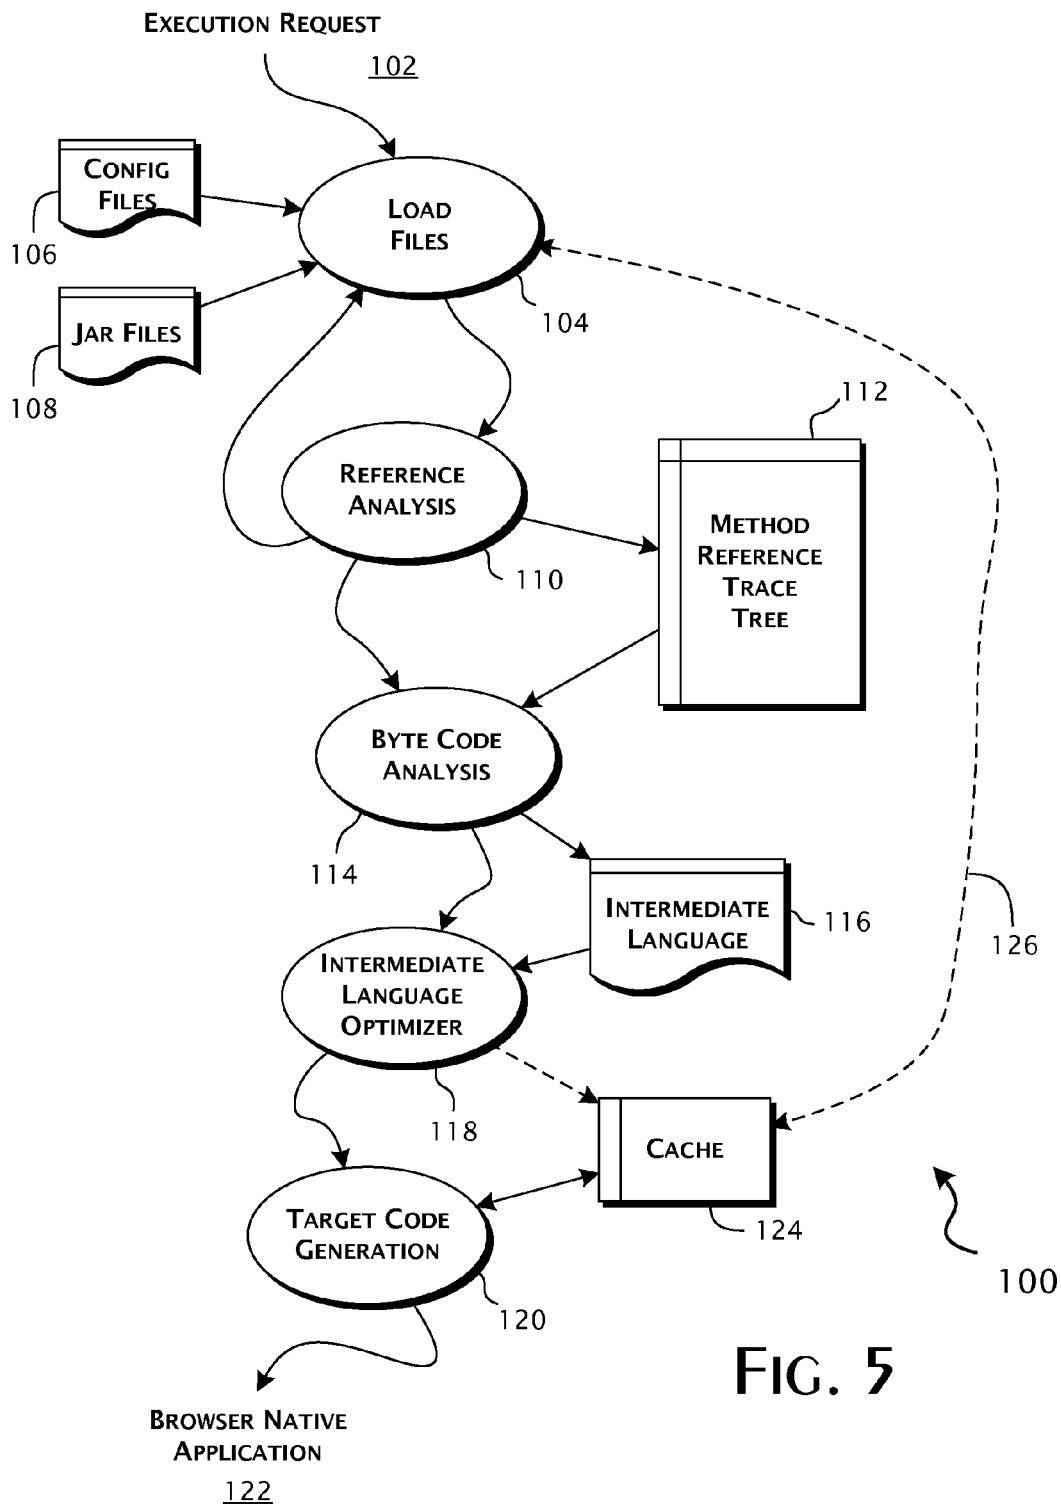 EXECUTION REQUEST
102
CONFIG
FILES
106
LOAD
FILES
104
JAR FILES
108
112
REFERENCE
ANALYSIS
110
METHOD
REFERENCE
TRACE
TREE
BYTE CODE
ANALYSIS
114
INTERMEDIATE
LANGUAGE
116
126
INTERMEDIATE
LANGUAGE
OPTIMIZER
118
CACHE
124
TARGET CODE
GENERATION
120
100
BROWSER NATIVE
APPLICATION
122
FIG. 5